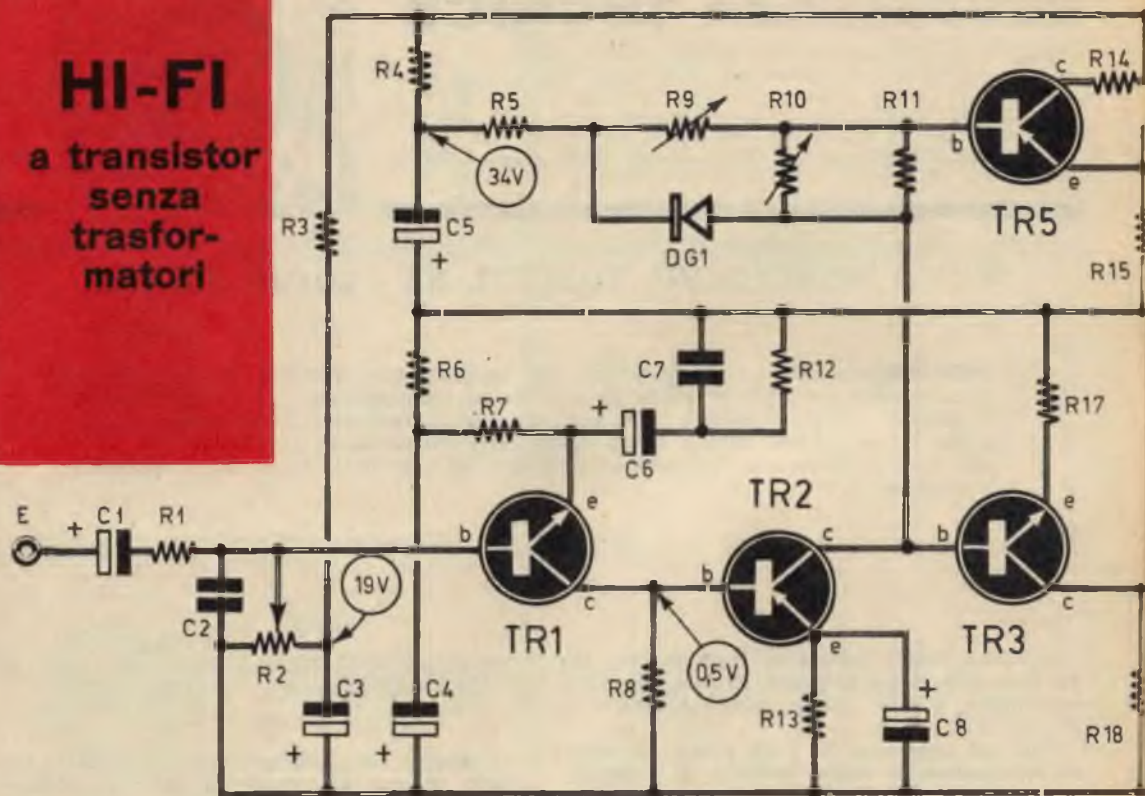 HI-FI
a transistor
senza
trasfor-
matori
R4
R5
R9
R10
R11
c
R14
b
e
TR5
34V
R3
C5
+
DG1
R15
R6
C7
R12
R7
+
C6
R17
TR2
E
+
C1
R1
b
e
c
TR1
19V
C2
R2
C3
+
C4
+
R8
0,5V
b
c
e
R13
+
C8
b
e
c
TR3
R18